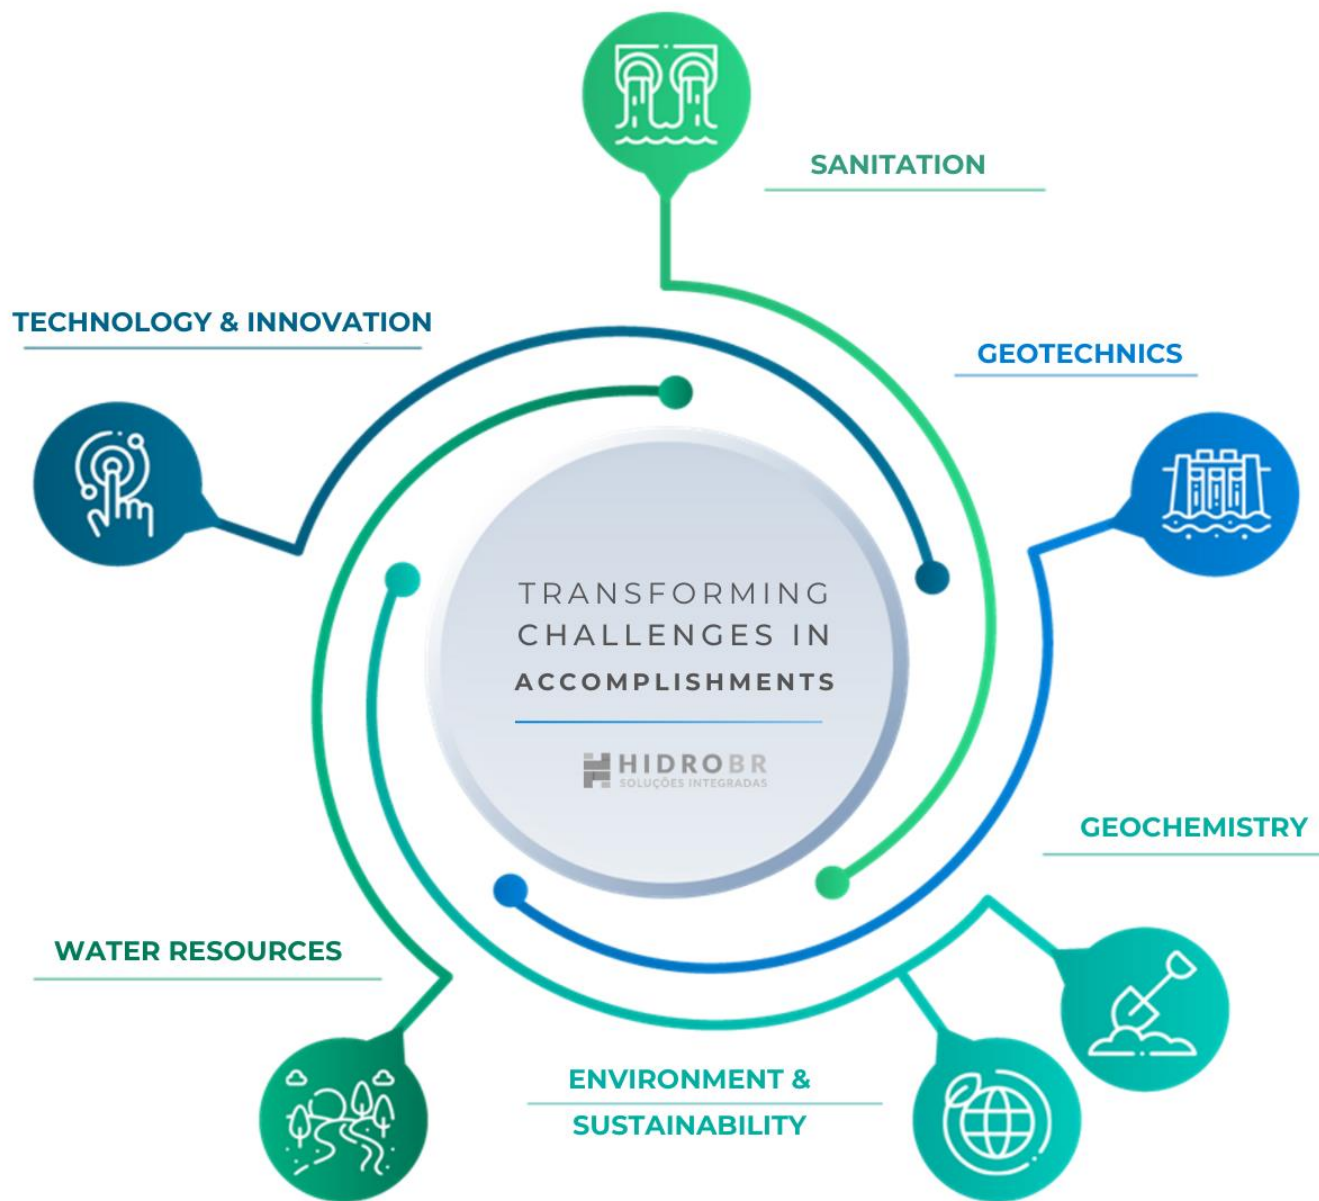 SANITATION
TECHNOLOGY & INNOVATION
GEOTECHNICS
TRANSFORMING
CHALLENGES IN
ACCOMPLISHMENTS
HIDROBR
SOLUÇÕES INTEGRADAS
GEOCHEMISTRY
WATER RESOURCES
ENVIRONMENT &
SUSTAINABILITY